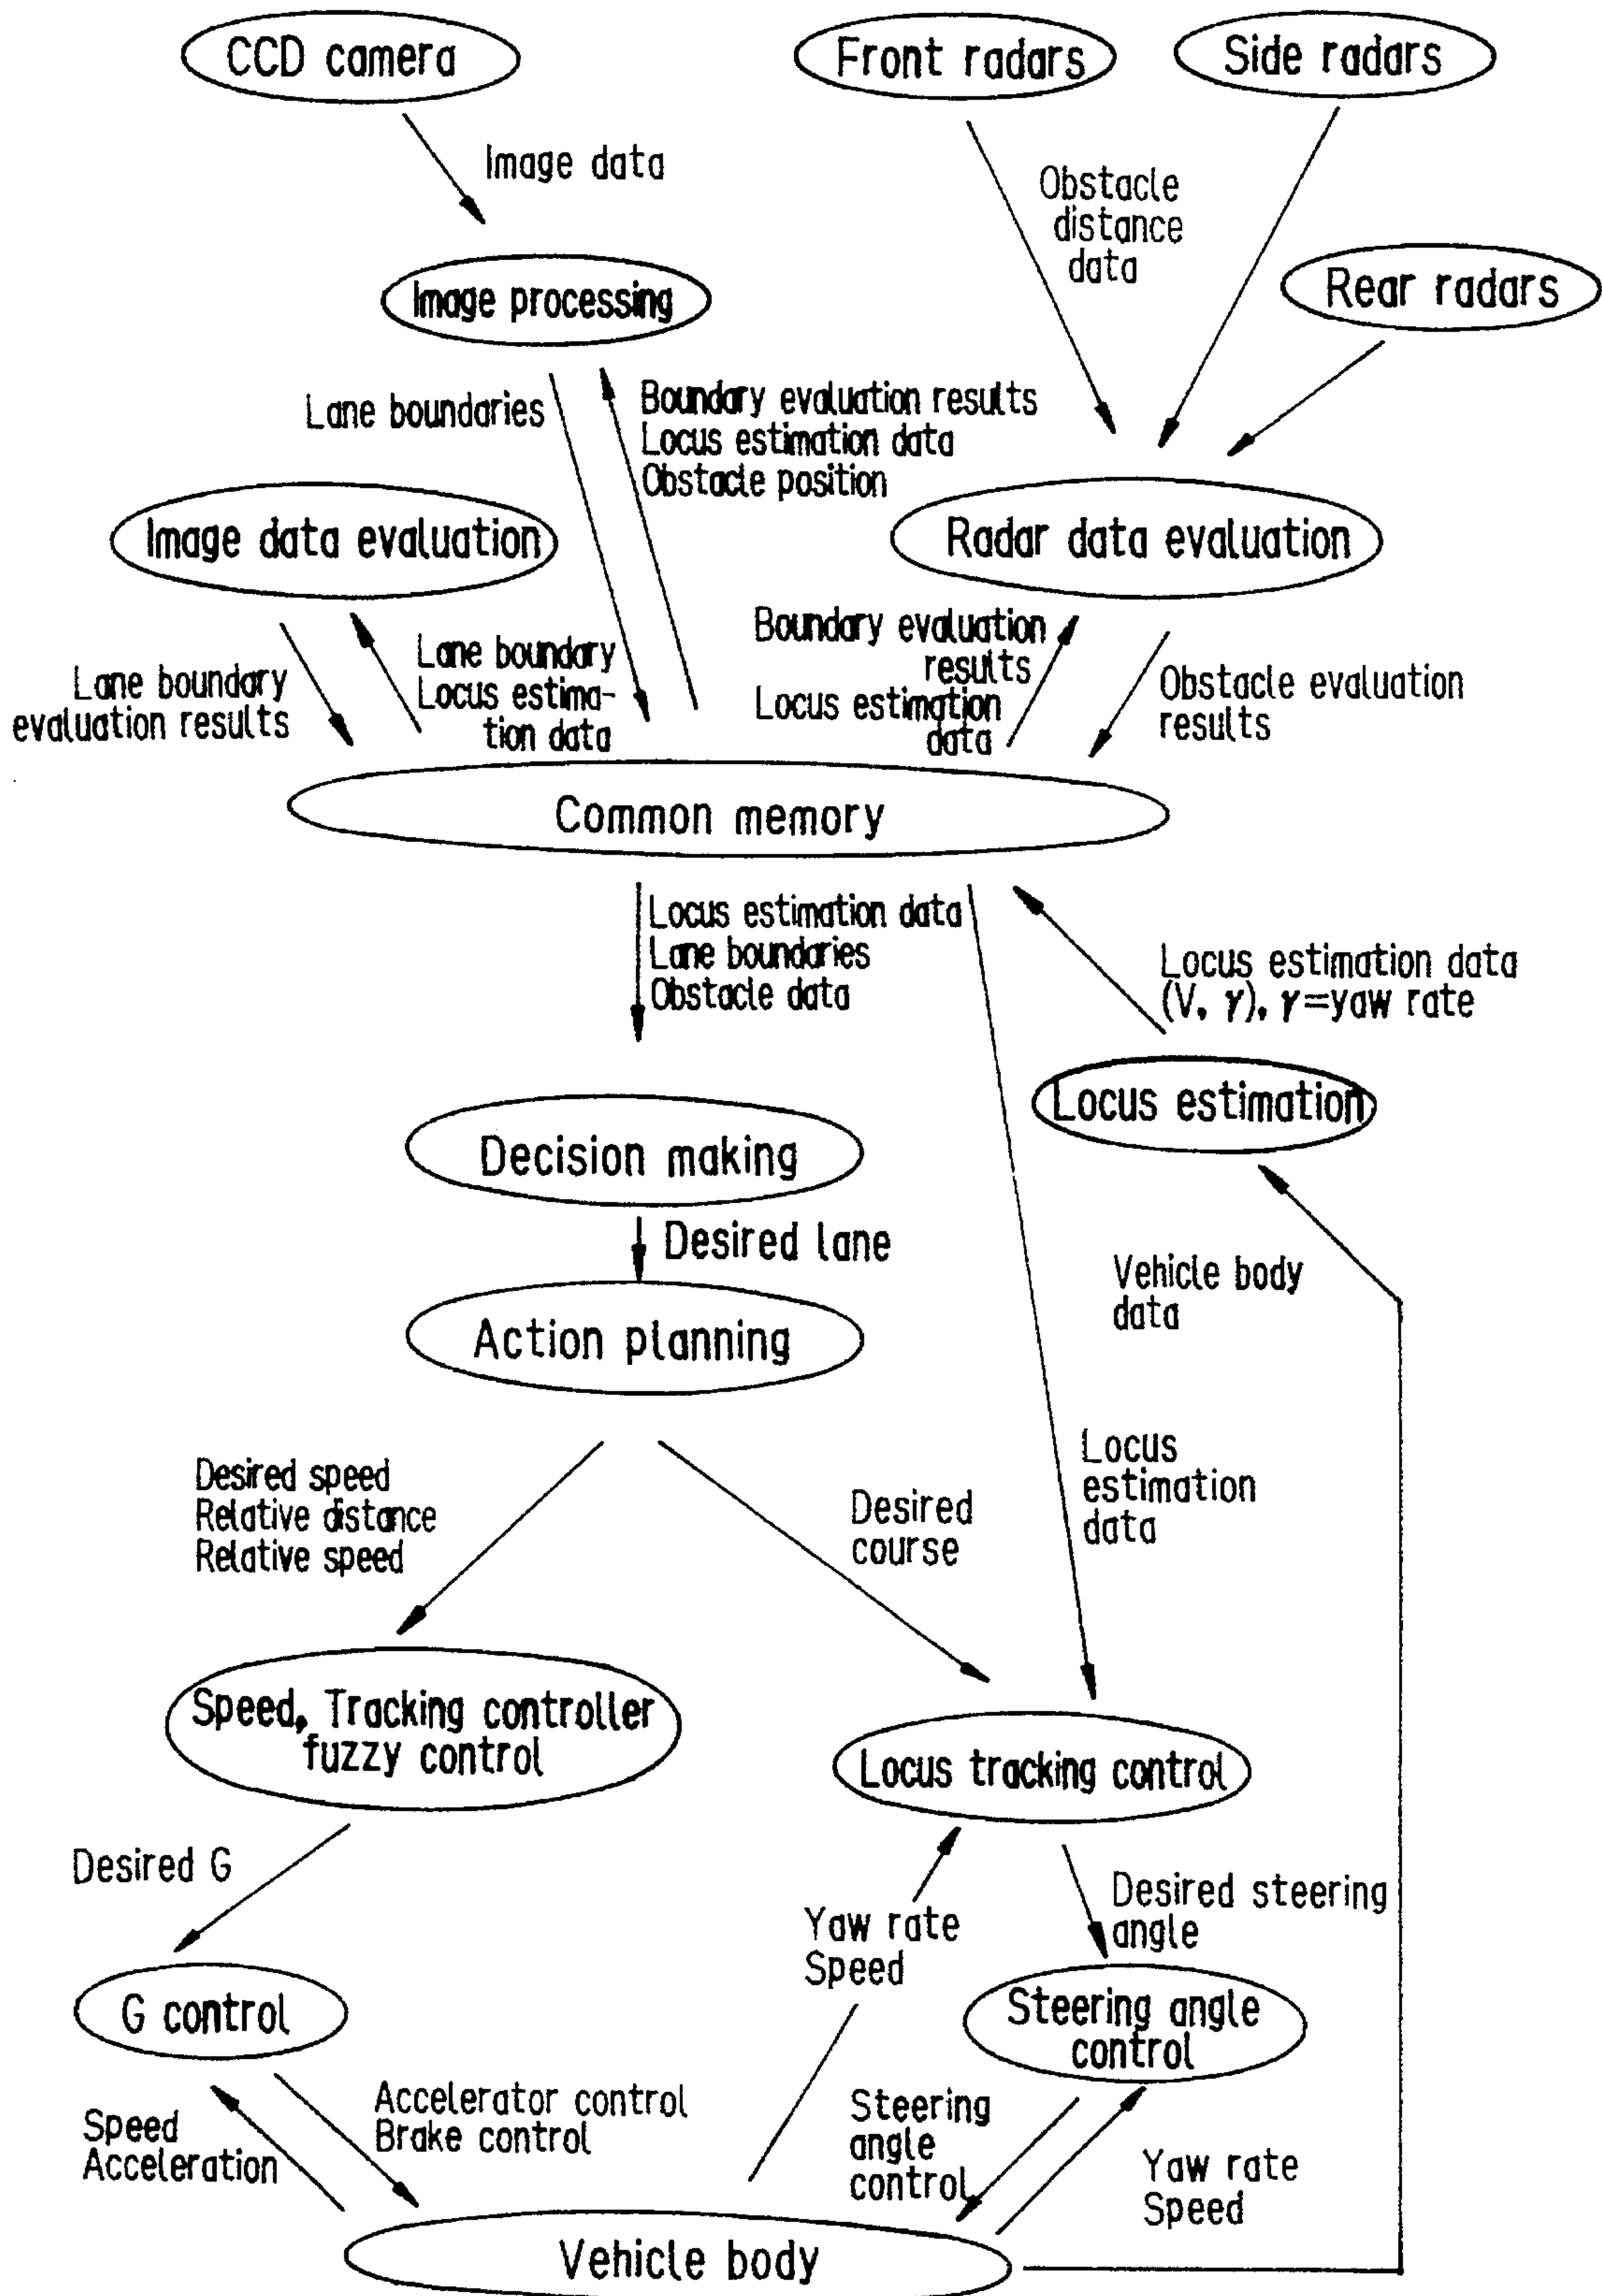 CCD camera
Front radars
Side radars
Image data
Obstacle
distance
data
Rear radars
Image processing
Lane boundaries
Boundary evaluation results
Locus estimation data
Obstacle position
Image data evaluation
Radar data evaluation
Lane boundary
evaluation results
Lane boundary
Locus estima-
tion data
Boundary evaluation
results
Locus estimation
data
Obstacle evaluation
results
Common memory
Locus estimation data
Lane boundaries
Obstacle data
Locus estimation data
(V, γ), γ=yaw rate
Locus estimation
Decision making
Desired lane
Vehicle body
data
Action planning
Desired speed
Relative distance
Relative speed
Desired
course
Locus
estimation
data
Speed, Tracking controller
fuzzy control
Locus tracking control
Desired G
Yaw rate
Speed
Desired steering
angle
G control
Steering angle
control
Speed
Acceleration
Accelerator control
Brake control
Steering
angle
control
Yaw rate
Speed
Vehicle body